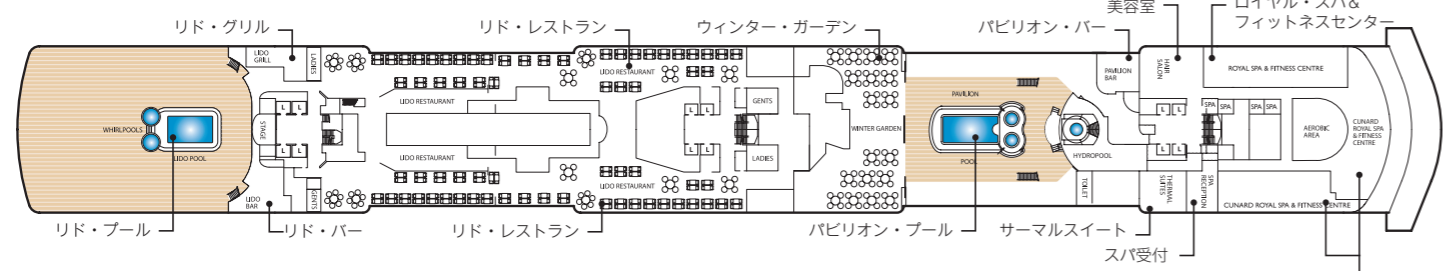 美容室
ロイヤル・スパ&
フィットネスセンター
リド・グリル
リド・レストラン
ウィンター・ガーデン
パビリオン・バー
LIDO
GRILL
LADIES
LIDO RESTAURANT
LIDO RESTAURANT
GENTS
PAVILION
BAR
HAIR
SALON
ROYAL SPA & FITNESS CENTRE
PAVILION
L L
L L
L L
SPA
SPA
SPA
SPA
WHIRLPOOLS
STAGE
WINTER GARDEN
AEROBIC
AREA
CUNARD
ROYAL SPA
& FITNESS
CENTRE
LIDO POOL
L L
LIDO RESTAURANT
L L
LADIES
POOL
HYDROPOOL
L L
LIDO
BAR
GENTS
LIDO RESTAURANT
TOILET
THERMAL
SUITES
SPA
RECEPTION
CUNARD ROYAL SPA & FITNESS CENTRE
リド・プール
リド・バー
リド・レストラン
パビリオン・プール
サーマルスイート
スパ受付